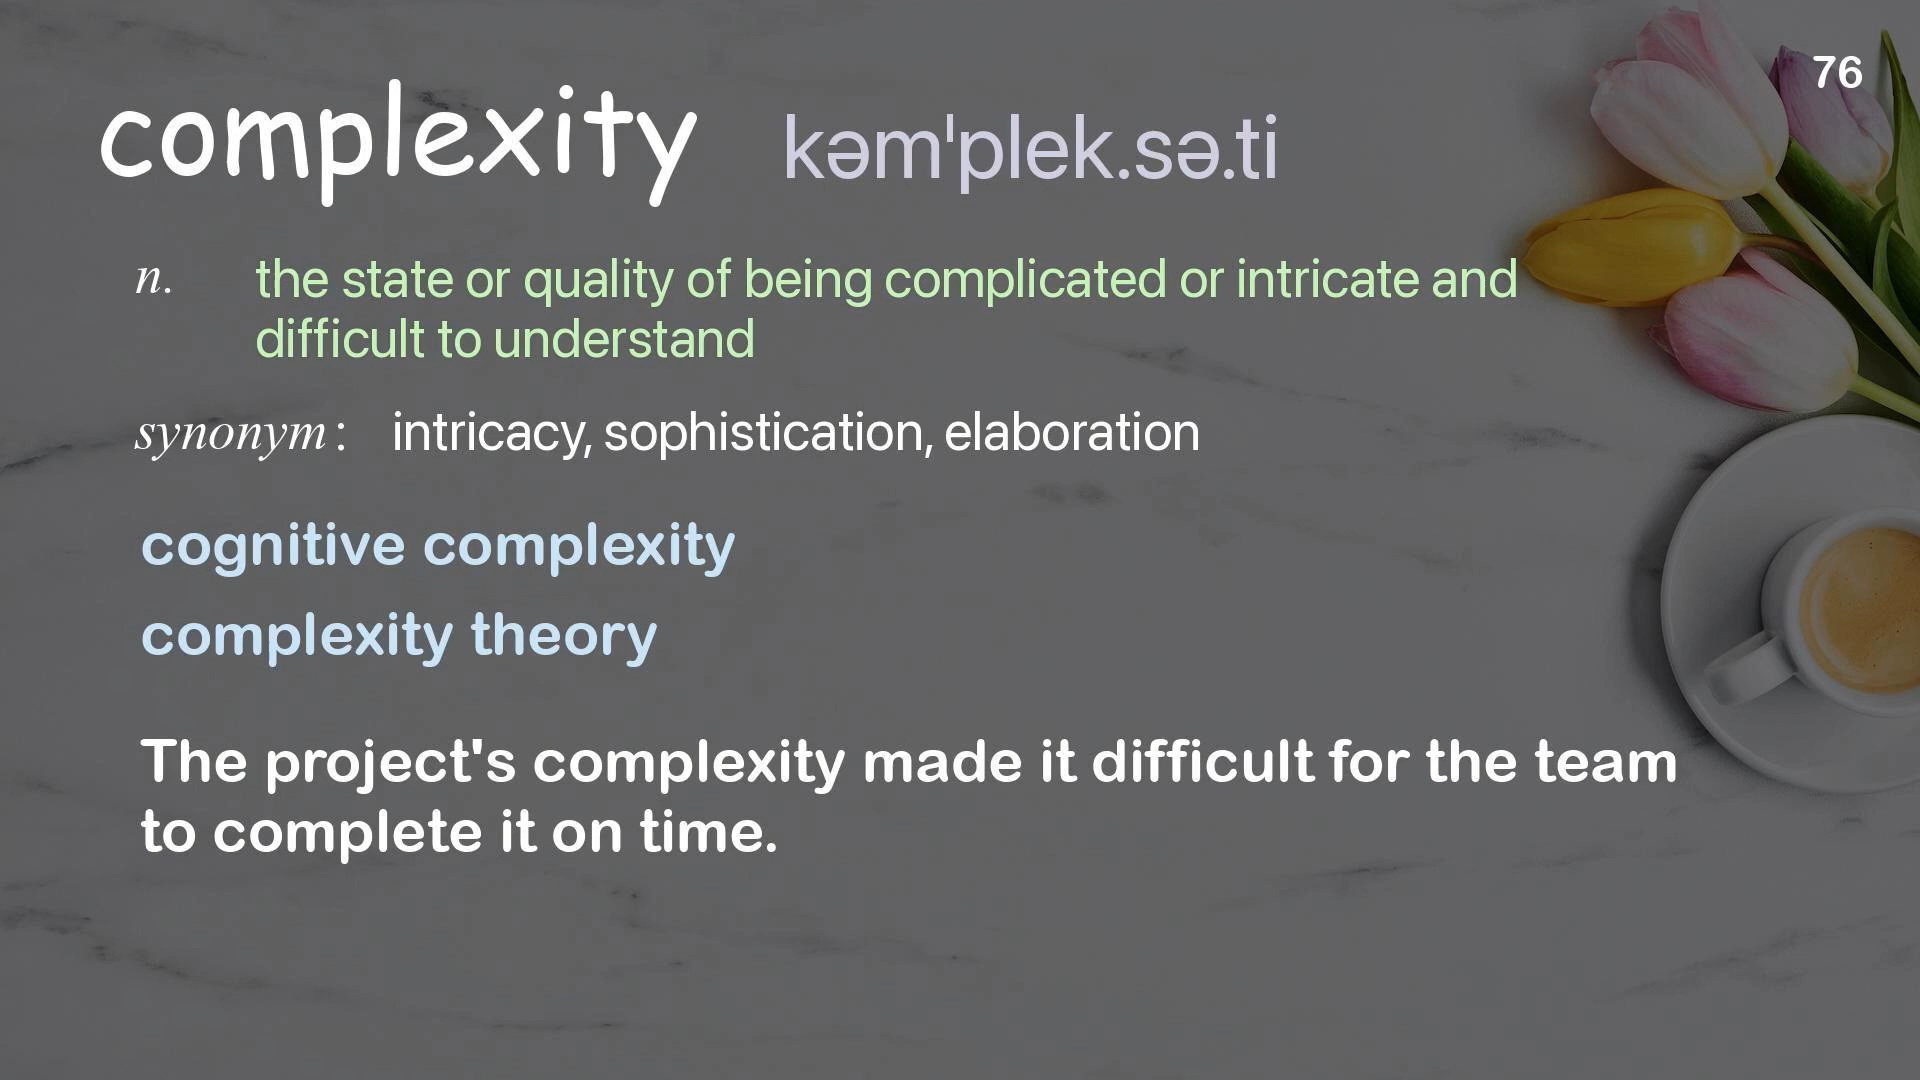 76
complexity kəm'plek.sə.ti
n. the state or quality of being complicated or intricate and
difficult to understand
synonym: intricacy, sophistication, elaboration
cognitive complexity
complexity theory
The project's complexity made it difficult for the team
to complete it on time.